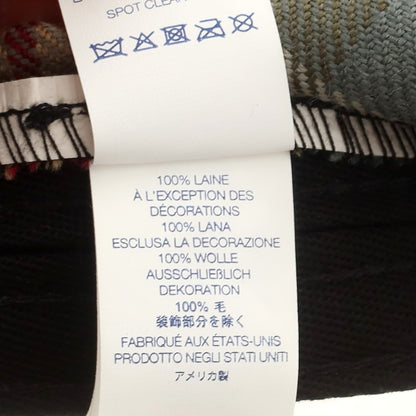 SPOT CLEAN
100% LAINE
À L'EXCEPTION DES
DÉCORATIONS
100% LANA
ESCLUSA LA DECORAZIONE
100% WOLLE
AUSSCHLIEßLICH
DEKORATION
100% 毛
装飾部分を除く
FABRIQUÉ AUX ÉTATS-UNIS
PRODOTTO NEGLI STATI UNITI
アメリカ製